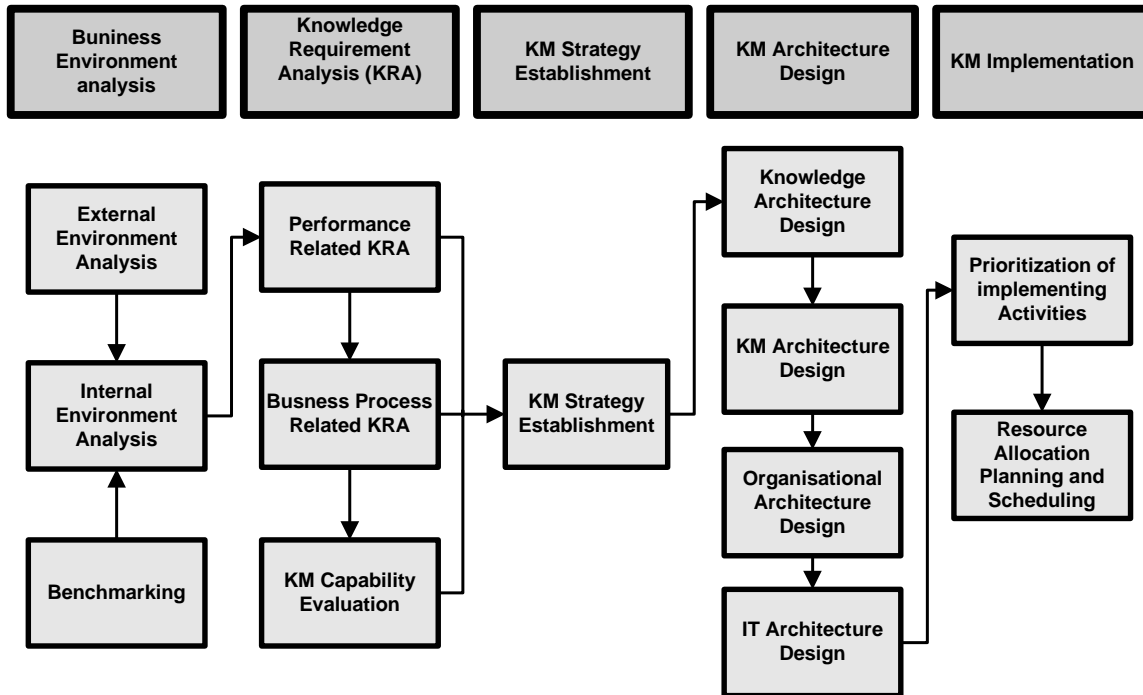 Buniness
Environment
analysis
Knowledge
Requirement
Analysis (KRA)
KM Strategy
Establishment
KM Architecture
Design
KM Implementation
External
Environment
Analysis
Internal
Environment
Analysis
Benchmarking
Performance
Related KRA
Busness Process
Related KRA
KM Capability
Evaluation
KM Strategy
Establishment
Knowledge
Architecture
Design
KM Architecture
Design
Organisational
Architecture
Design
IT Architecture
Design
Prioritization of
implementing
Activities
Resource
Allocation
Planning and
Scheduling